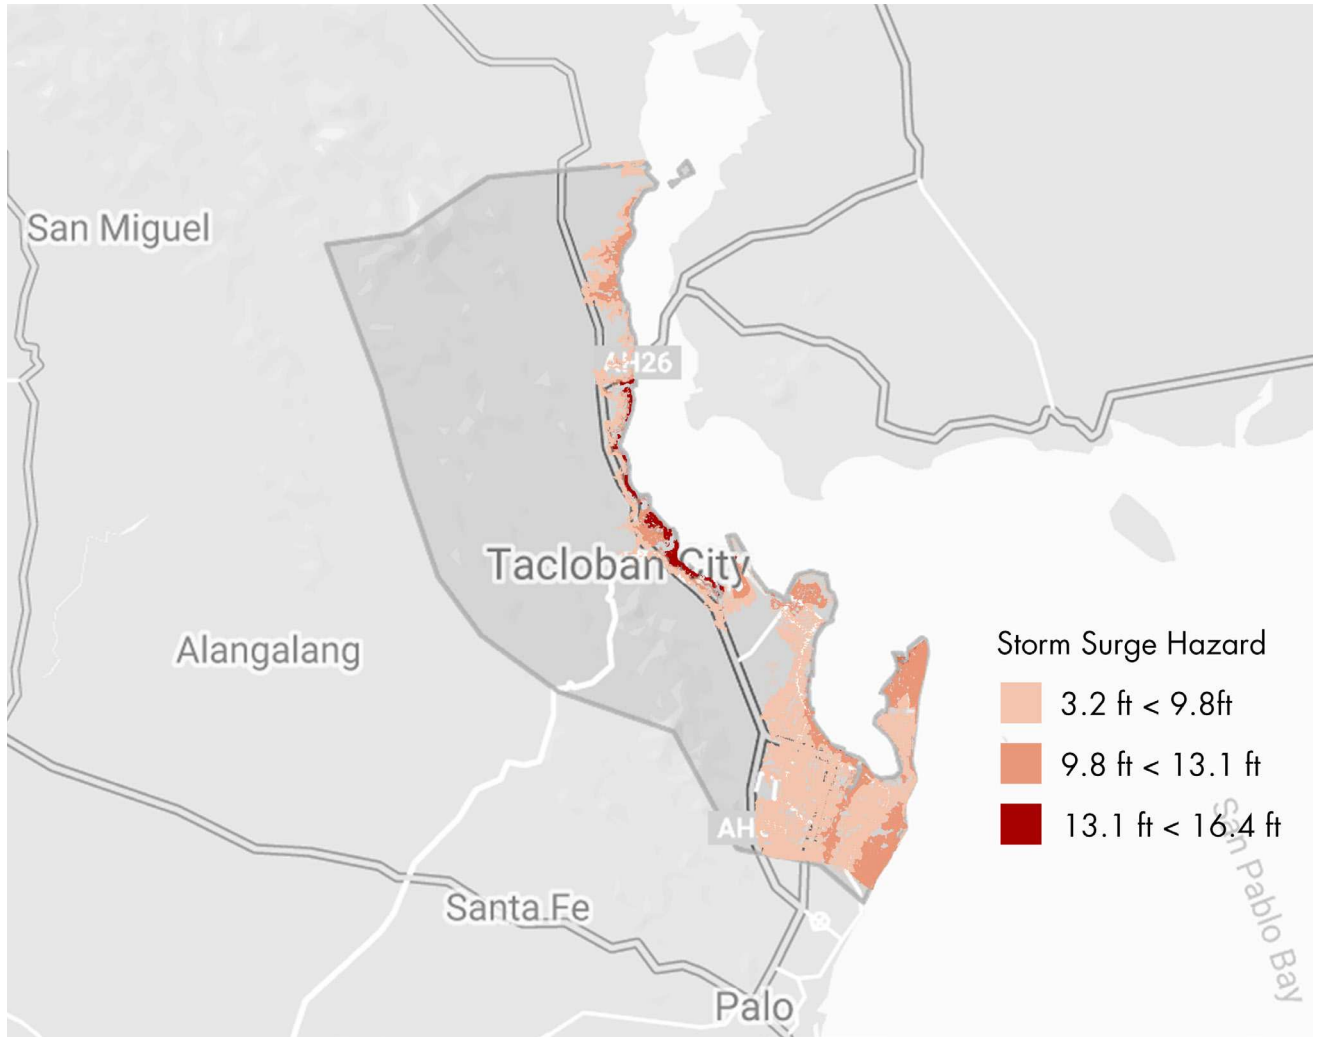 San Miguel
AH26
Tacloban City
Alangalang
Storm Surge Hazard
3.2 ft < 9.8ft
9.8 ft < 13.1 ft
13.1 ft < 16.4 ft
AH
San Pablo Bay
Santa Fe
Palo